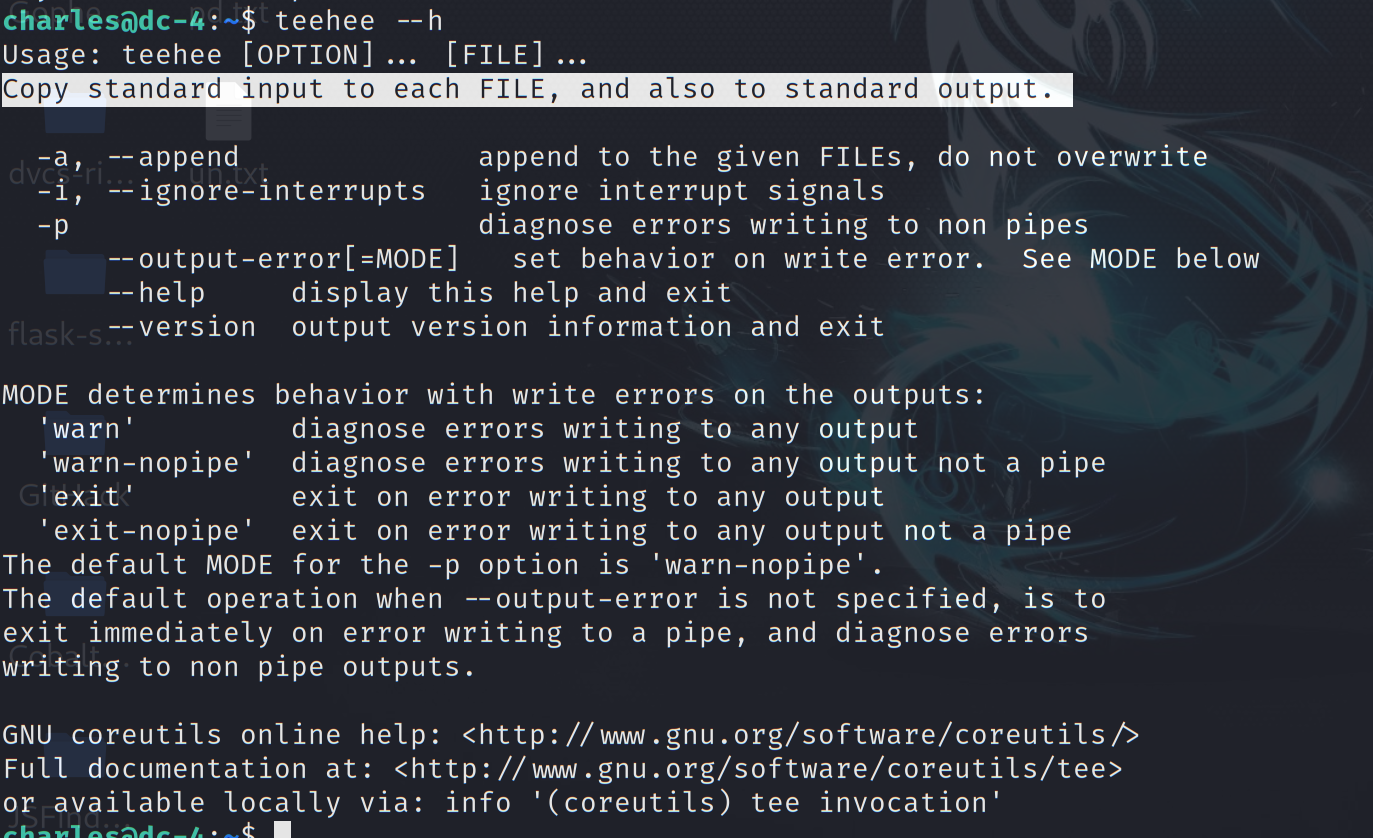 charles@dc-4:~$ teehee --h
Usage: teehee [OPTION]... [FILE]...
Copy standard input to each FILE, and also to standard output.

  -a, --append              append to the given FILEs, do not overwrite
  -i, --ignore-interrupts   ignore interrupt signals
  -p                        diagnose errors writing to non pipes
      --output-error[=MODE]   set behavior on write error.  See MODE below
      --help     display this help and exit
      --version  output version information and exit

MODE determines behavior with write errors on the outputs:
  'warn'         diagnose errors writing to any output
  'warn-nopipe'  diagnose errors writing to any output not a pipe
  'exit'         exit on error writing to any output
  'exit-nopipe'  exit on error writing to any output not a pipe
The default MODE for the -p option is 'warn-nopipe'.
The default operation when --output-error is not specified, is to
exit immediately on error writing to a pipe, and diagnose errors
writing to non pipe outputs.

GNU coreutils online help: <http://www.gnu.org/software/coreutils/>
Full documentation at: <http://www.gnu.org/software/coreutils/tee>
or available locally via: info '(coreutils) tee invocation'
charles@dc-4:~$
dvcs-ri...
flask-s...
GitHack
Cobalt...
JSFind...